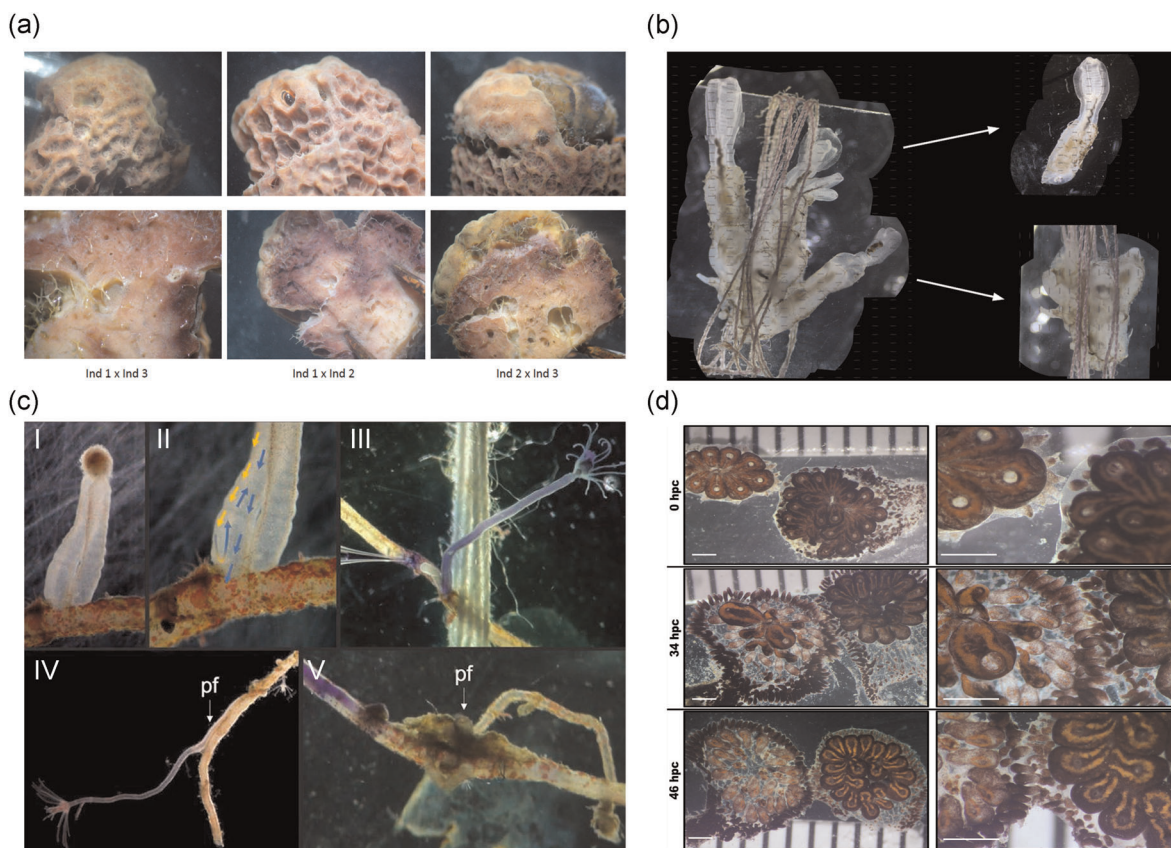 (a)
Ind 1 x Ind 3
Ind 1 x Ind 2
Ind 2 x Ind 3
(b)
(c)
I
II
III
IV
pf
V
pf
(d)
0 hpc
34 hpc
46 hpc